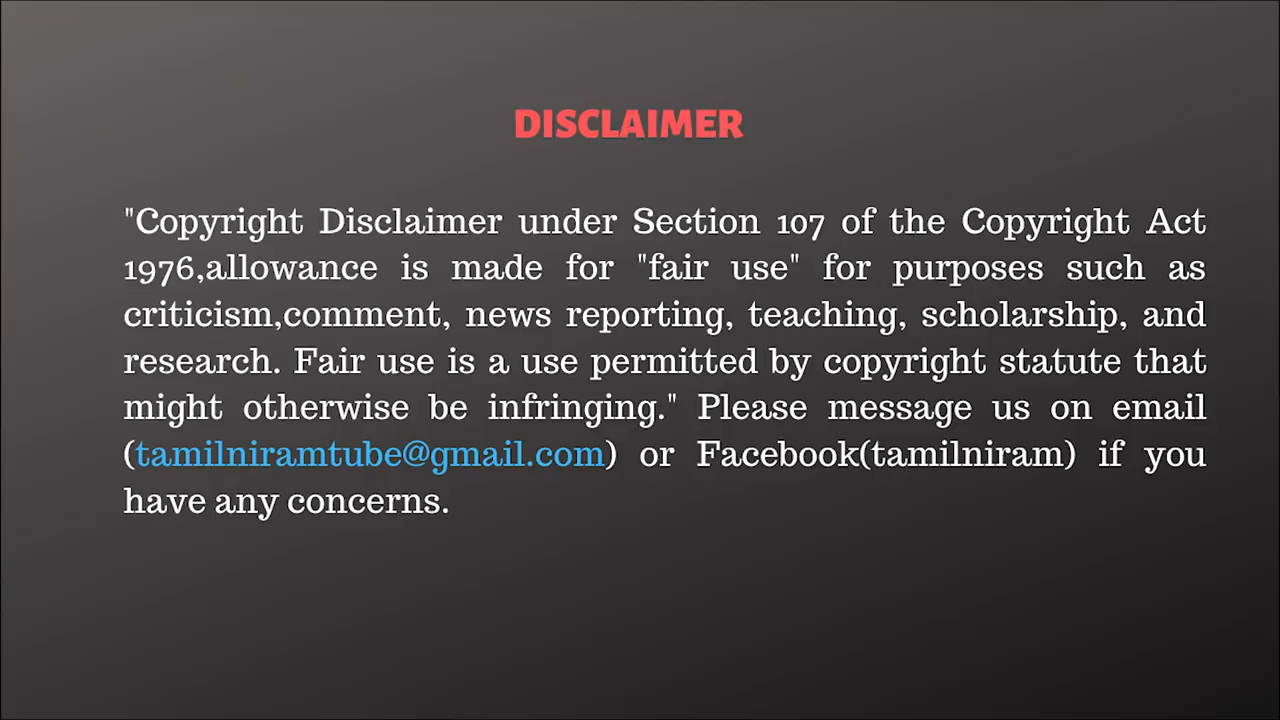 DISCLAIMER
"Copyright Disclaimer under Section 107 of the Copyright Act
1976,allowance is made for "fair use" for purposes such as
criticism,comment, news reporting, teaching, scholarship, and
research. Fair use is a use permitted by copyright statute that
might otherwise be infringing." Please message us on email
(tamilniramtube@gmail.com) or Facebook(tamilniram) if you
have any concerns.